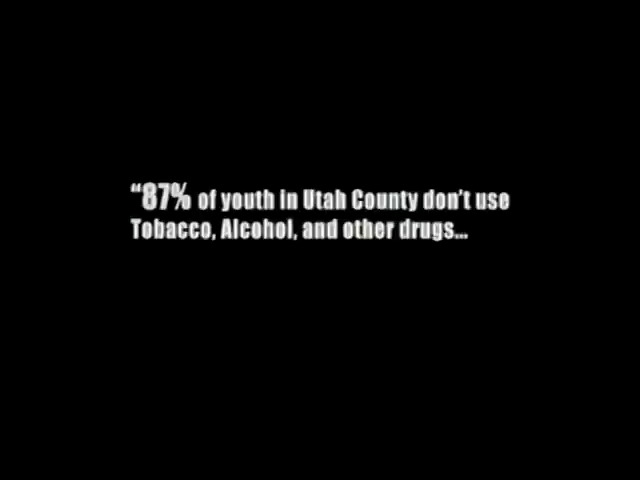 “87% of youth in Utah County don’t use
Tobacco, Alcohol, and other drugs...